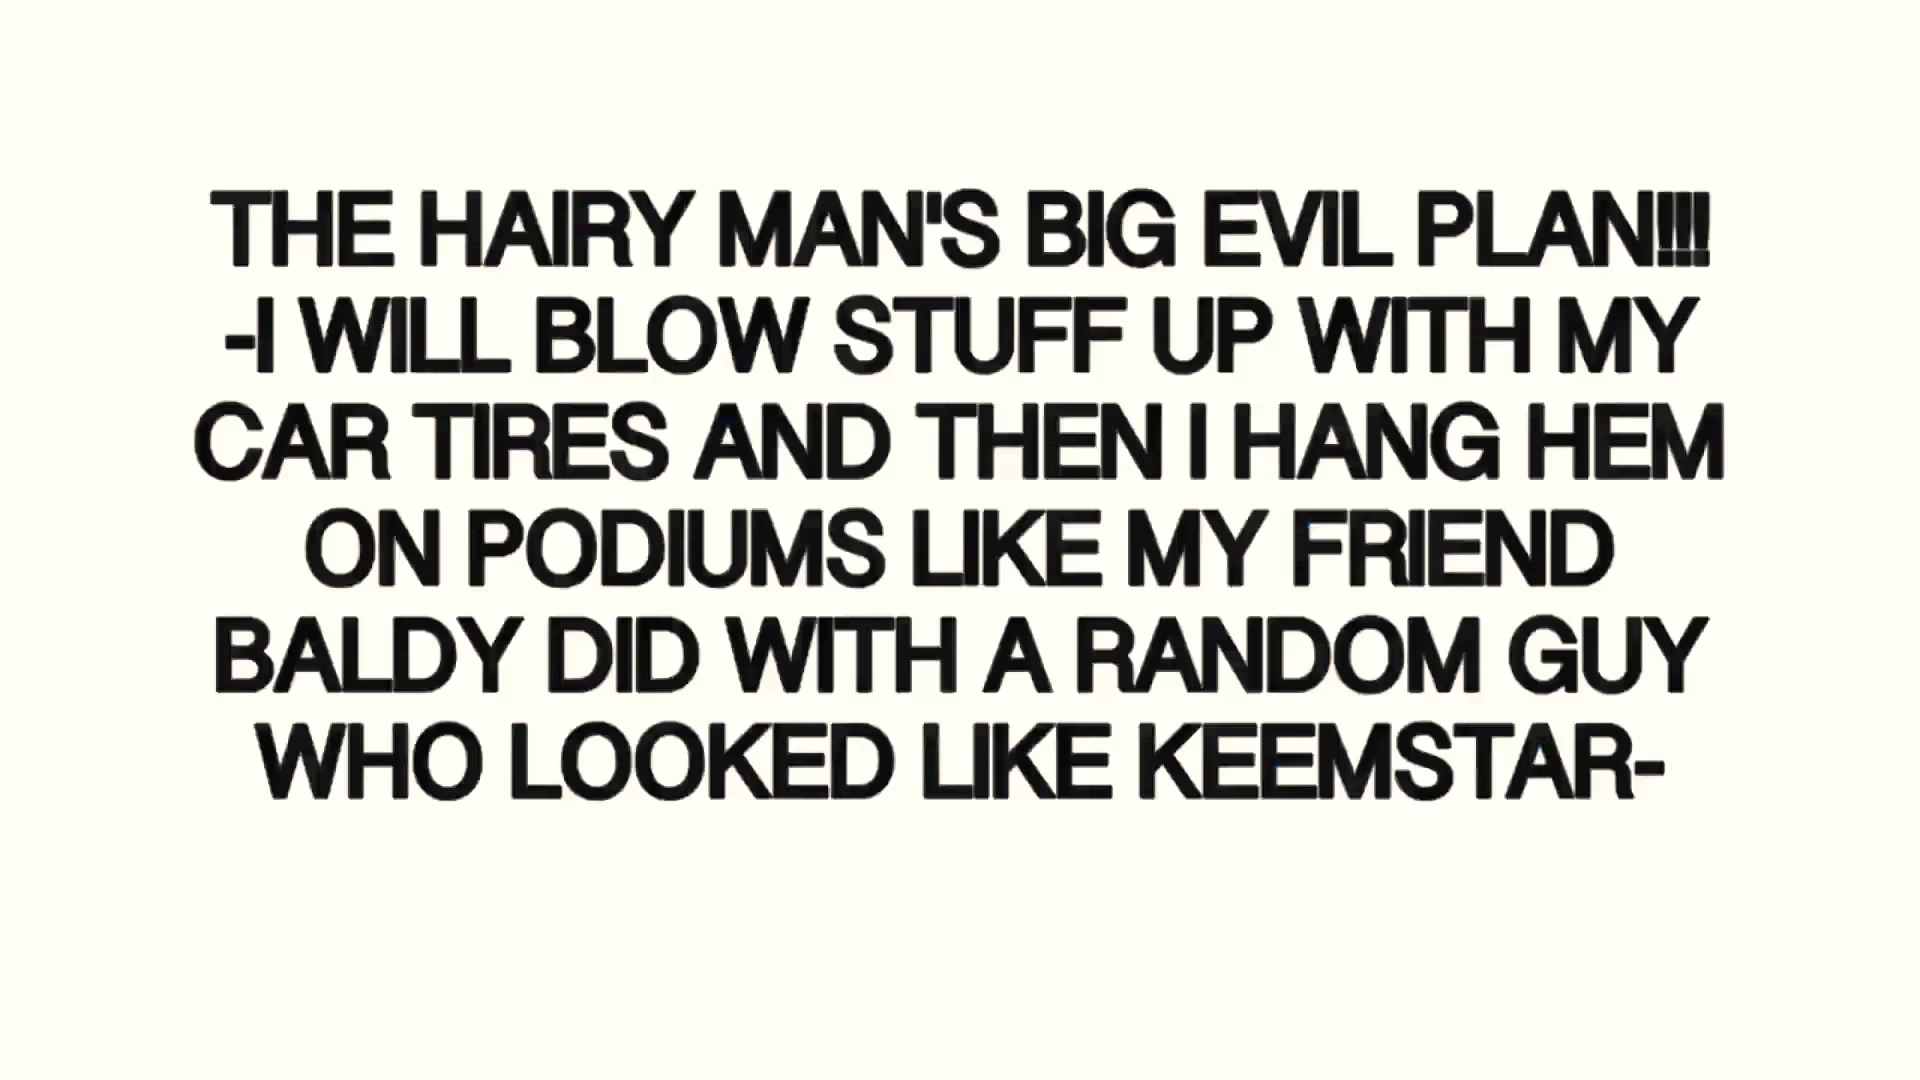 THE HAIRY MAN'S BIG EVIL PLAN!!!
-I WILL BLOW STUFF UP WITH MY
CAR TIRES AND THEN I HANG HEM
ON PODIUMS LIKE MY FRIEND
BALDY DID WITH A RANDOM GUY
WHO LOOKED LIKE KEEMSTAR-